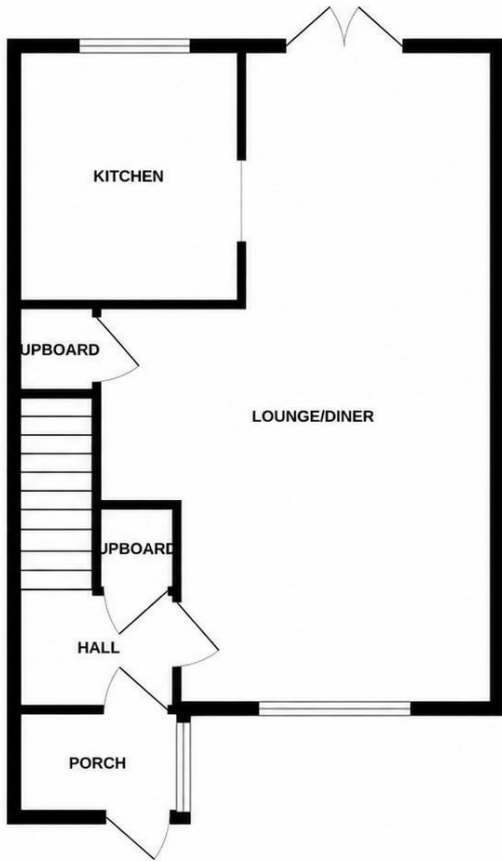 KITCHEN
UPBOARD
LOUNGE/DINER
UPBOARD
HALL
PORCH